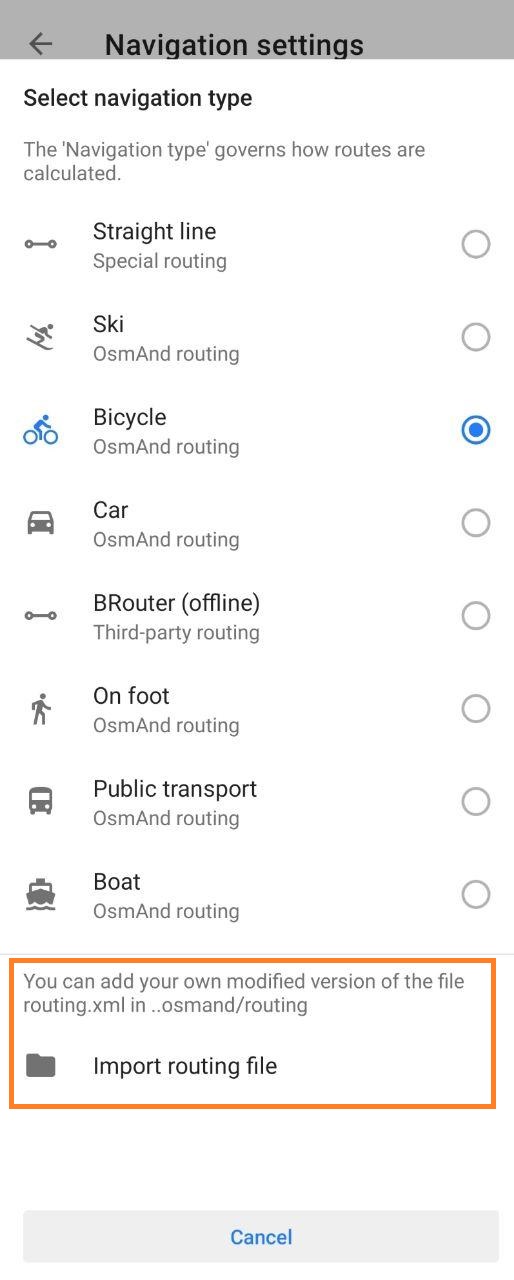 Navigation settings
Select navigation type
The 'Navigation type' governs how routes are
calculated.
Straight line
Special routing
Ski
OsmAnd routing
Bicycle
OsmAnd routing
Car
OsmAnd routing
BRouter (offline)
Third-party routing
On foot
OsmAnd routing
Public transport
OsmAnd routing
Boat
OsmAnd routing
You can add your own modified version of the file
routing.xml in ..osmand/routing
Import routing file
Cancel